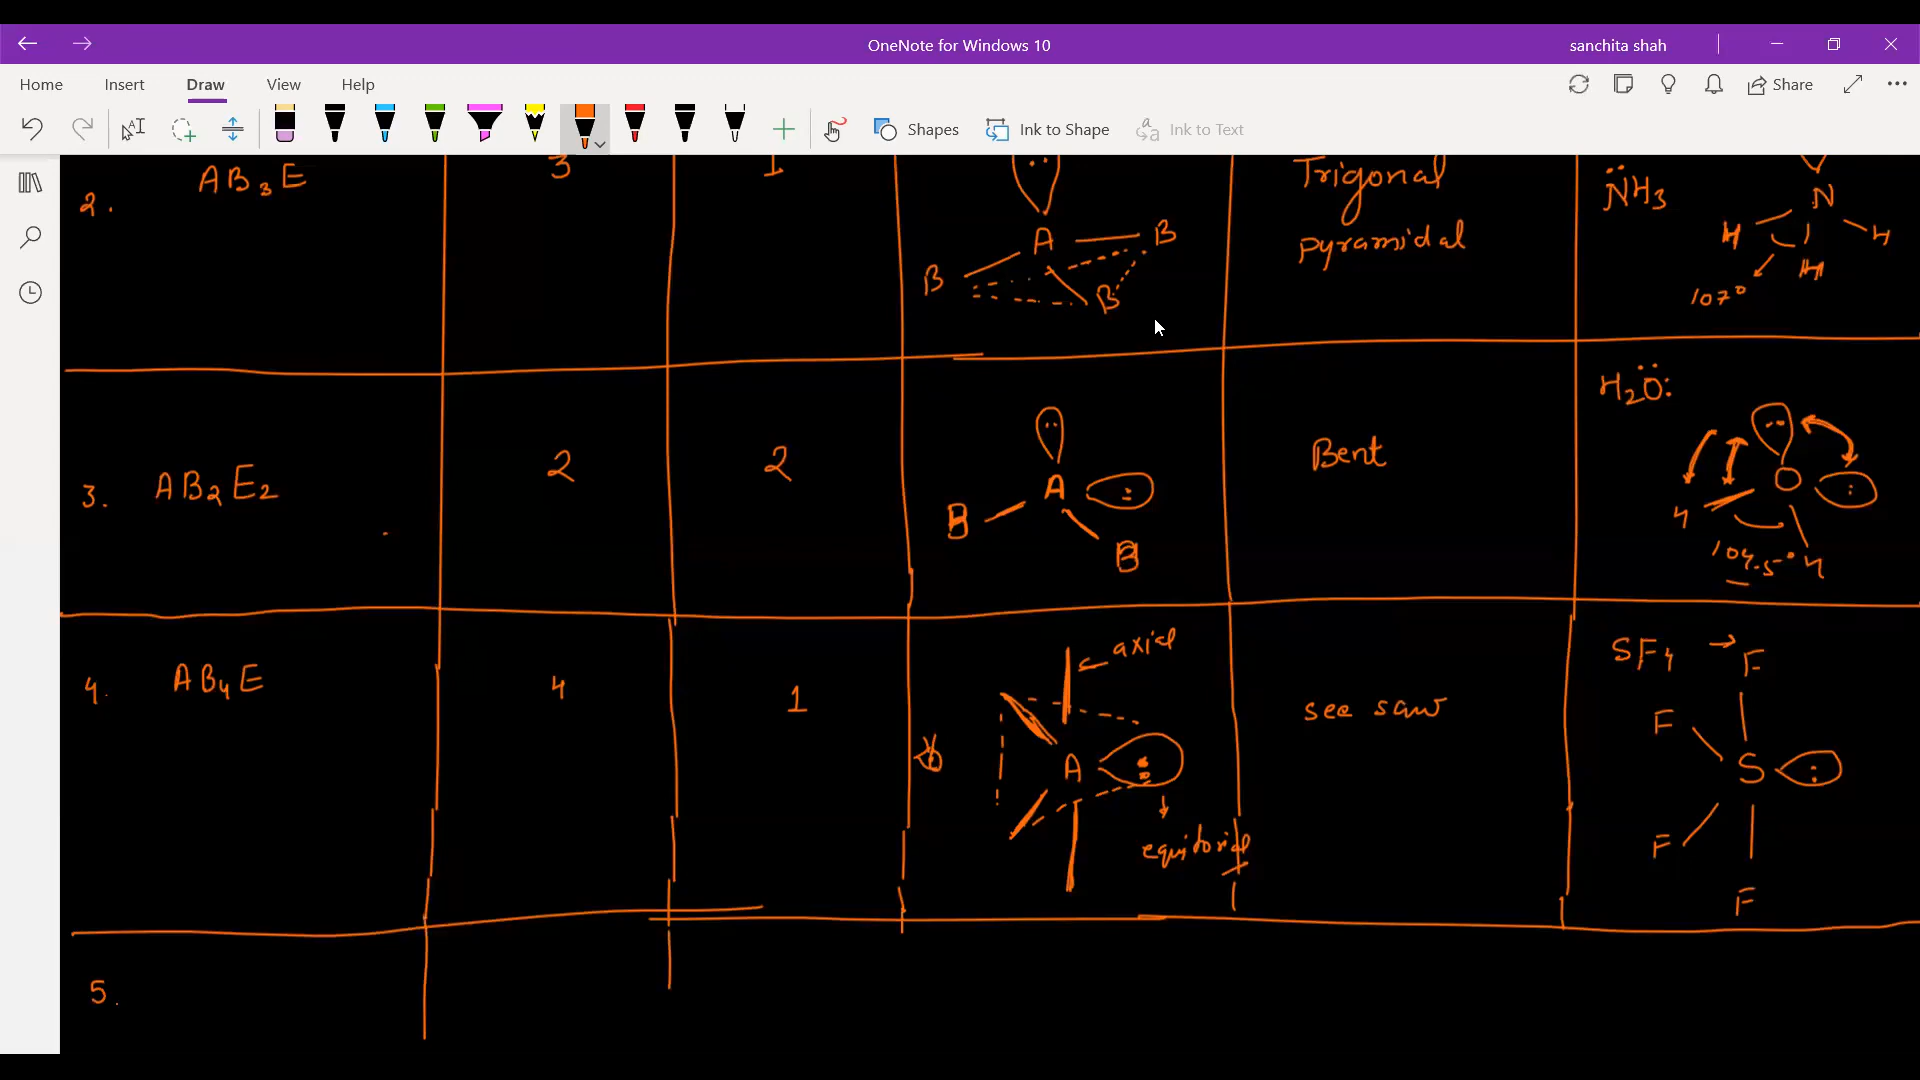 OneNote for Windows 10
sanchita shah
Home Insert Draw View Help
Share
Shapes Ink to Shape Ink to Text
2. AB3E 3 1 Trigonal pyramidal N̈H3
A B B B
N H H H
107°
3. AB2E2 2 2 Bent H2O:
A B B
O H H
104.5°
4. AB4E 4 1 see saw SF4 →
axial
A
equitorial
F
F
S
F
F
5.